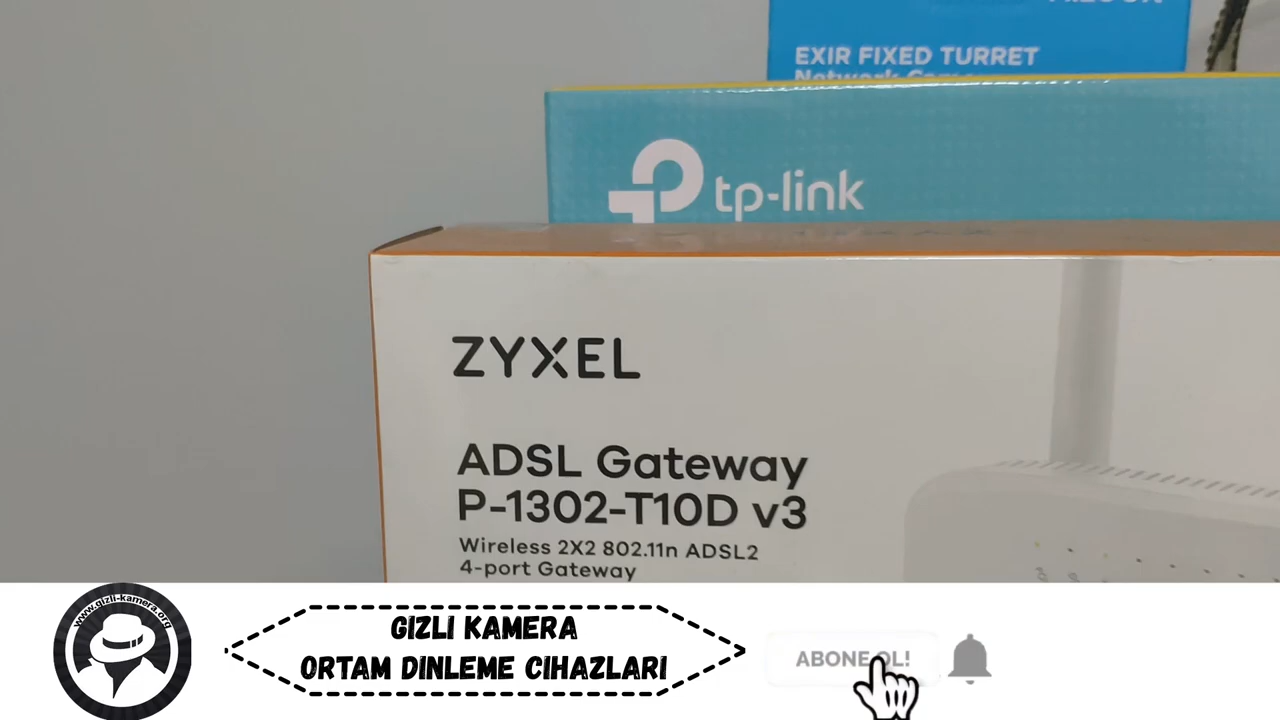 EXIR FIXED TURRET
Network
tp-link
ZYXEL
ADSL Gateway
P-1302-T10D v3
Wireless 2X2 802.11n ADSL2
4-port Gateway
www.gizli-kamera.org
GIZLI KAMERA
ORTAM DINLEME CIHAZLARI
ABONE OL!